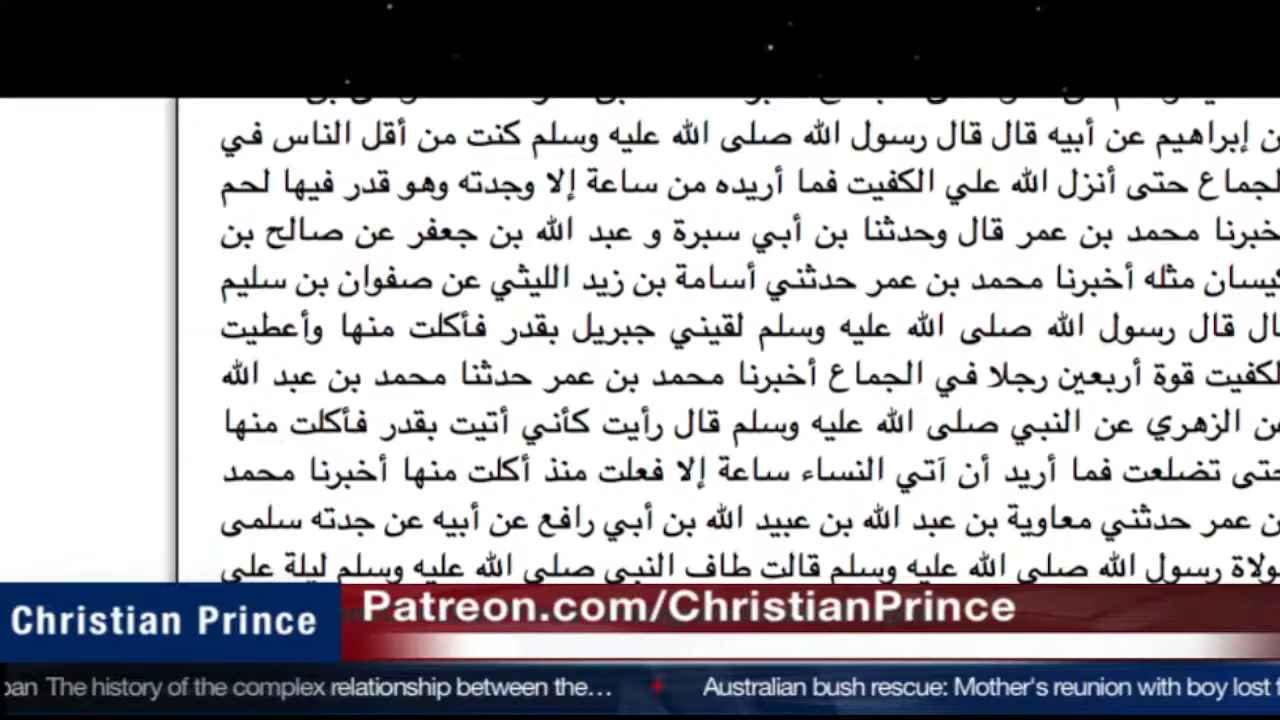 إبراهيم عن أبيه قال قال رسول الله صلى الله عليه وسلم كنت من أقل الناس في
حتى أنزل الله علي الكفيت فما أريده من ساعة إلا وجدته وهو قدر فيها لحم
محمد بن عمر قال وحدثنا بن أبي سبرة و عبد الله بن جعفر عن صالح بن
مثله أخبرنا محمد بن عمر حدثني أسامة بن زيد الليثي عن صفوان بن سليم
قال رسول الله صلى الله عليه وسلم لقيني جبريل بقدر فأكلت منها وأعطيت
قوة أربعين رجلا في الجماع أخبرنا محمد بن عمر حدثنا محمد بن عبد الله
الزهري عن النبي صلى الله عليه وسلم قال رأيت كأني أتيت بقدر فأكلت منها
تضلعت فما أريد أن آتي النساء ساعة إلا فعلت منذ أكلت منها أخبرنا محمد
عمر حدثني معاوية بن عبد الله بن عبيد الله بن أبي رافع عن أبيه عن جدته سلمى
رسول الله صلى الله عليه وسلم قالت طاف النبي صلى الله عليه وسلم ليلة على
Christian Prince
Patreon.com/ChristianPrince
The history of the complex relationship between the... Australian bush rescue: Mother's reunion with boy lost